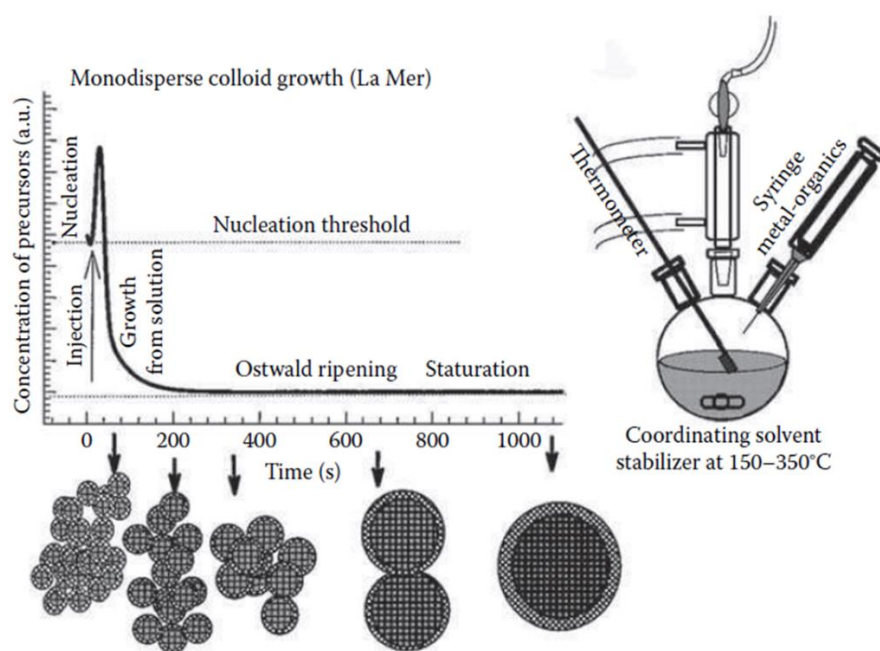 Monodisperse colloid growth (La Mer)
Concentration of precursors (a.u.)
Nucleation
Nucleation threshold
Injection
Growth
from solution
Ostwald ripening
Staturation
0
200
400
600
800
1000
Time (s)
Thermometer
Syringe
metal-organics
Coordinating solvent
stabilizer at 150–350°C